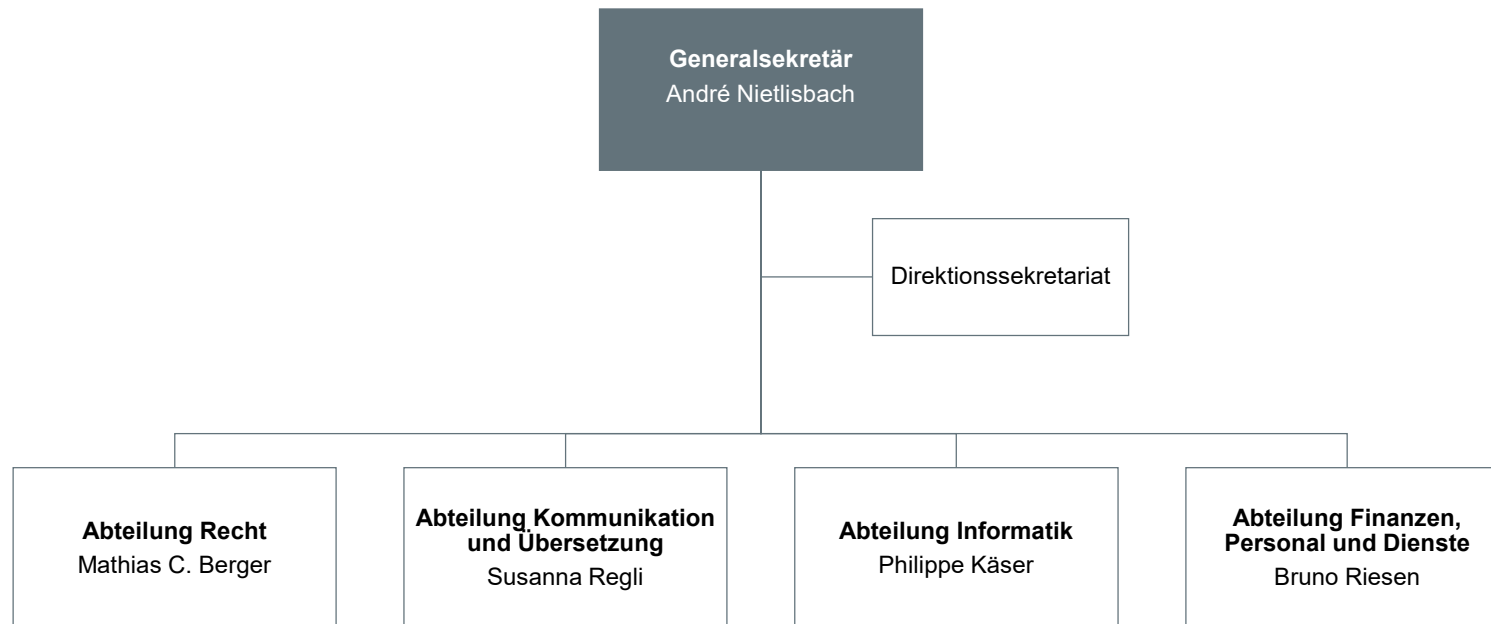 Generalsekretär
André Nietlisbach
Direktionssekretariat
Abteilung Recht
Mathias C. Berger
Abteilung Kommunikation
und Übersetzung
Susanna Regli
Abteilung Informatik
Philippe Käser
Abteilung Finanzen,
Personal und Dienste
Bruno Riesen